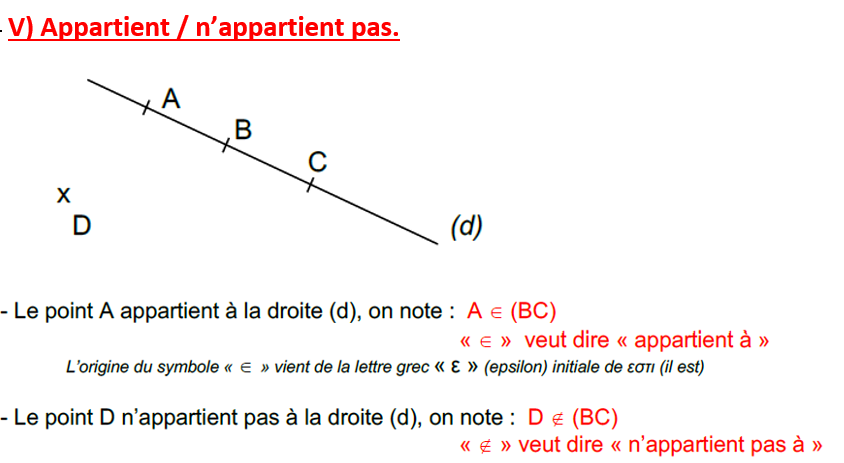 - V) Appartient / n'appartient pas.
A
B
C
x
D
(d)
- Le point A appartient à la droite (d), on note : A ∈ (BC)
« ∈ » veut dire « appartient à »
L'origine du symbole « ∈ » vient de la lettre grec « ε » (epsilon) initiale de εστι (il est)
- Le point D n'appartient pas à la droite (d), on note : D ∉ (BC)
« ∉ » veut dire « n'appartient pas à »